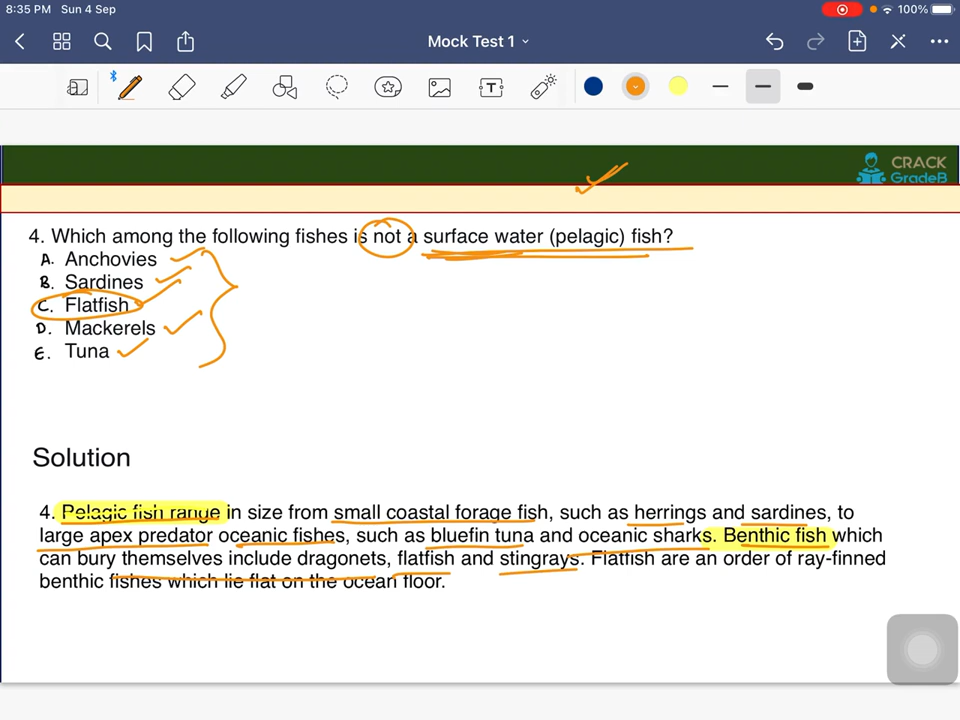 8:35 PM Sun 4 Sep 100%
Mock Test 1
T
CRACK
GradeB
4. Which among the following fishes is not a surface water (pelagic) fish?
A. Anchovies
B. Sardines
C. Flatfish
D. Mackerels
E. Tuna
Solution
4. Pelagic fish range in size from small coastal forage fish, such as herrings and sardines, to
large apex predator oceanic fishes, such as bluefin tuna and oceanic sharks. Benthic fish which
can bury themselves include dragonets, flatfish and stingrays. Flatfish are an order of ray-finned
benthic fishes which lie flat on the ocean floor.